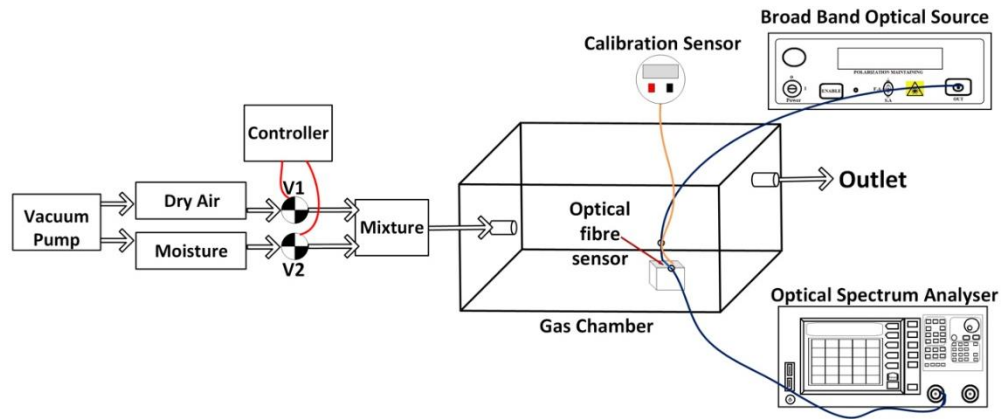 Broad Band Optical Source
Calibration Sensor
POLARIZATION MAINTAINING
ENABLE
Power
OUT
Controller
V1
Dry Air
Vacuum
Pump
Mixture
Moisture
V2
Outlet
Optical
fibre
sensor
Gas Chamber
Optical Spectrum Analyser